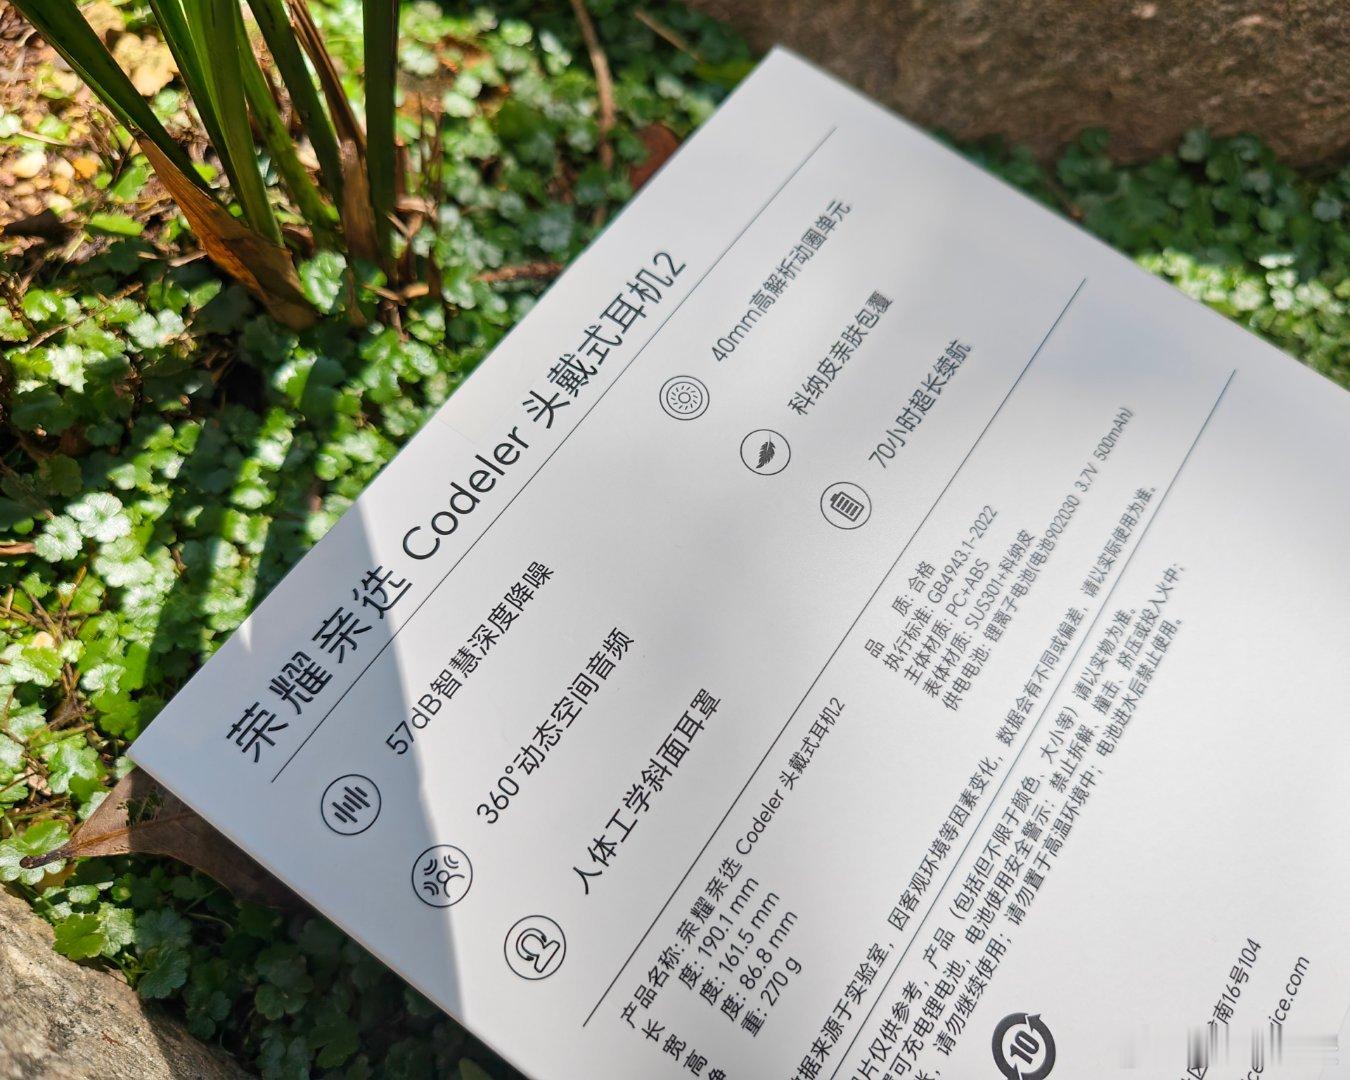 荣耀亲选 Codeler 头戴式耳机2
57dB智慧深度降噪
40mm高解析动圈单元
360°动态空间音频
科纳皮亲肤包覆
人体工学斜面耳罩
70小时超长续航
产品名称: 荣耀亲选 Codeler 头戴式耳机2
长 度: 190.1 mm
宽 度: 161.5 mm
高 度: 86.8 mm
重: 270 g
品 质: 合格
执行标准: GB4943.1-2022
主体材质: PC+ABS
表体材质: SUS301+科纳皮
供电电池: 锂离子电池(电池902030 3.7V 500mAh)
数据来源于实验室，因客观环境等因素变化，数据会有不同或偏差，请以实际使用为准。
片仅供参考，产品（包括但不限于颜色、大小等）请以实物为准。
可充电锂电池，电池使用安全警示：禁止拆解、撞击、挤压或投入火中；
，请勿继续使用；请勿置于高温环境中；电池进水后禁止使用。
10
南16号104
ice.com